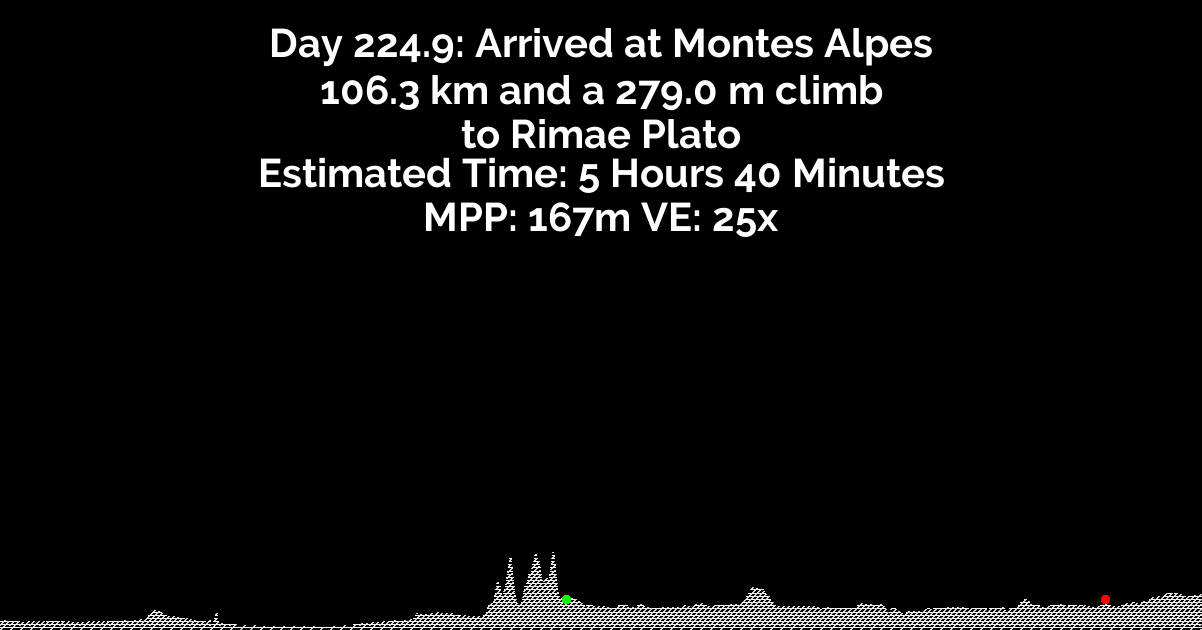 Day 224.9: Arrived at Montes Alpes
106.3 km and a 279.0 m climb
to Rimae Plato
Estimated Time: 5 Hours 40 Minutes
MPP: 167m VE: 25x